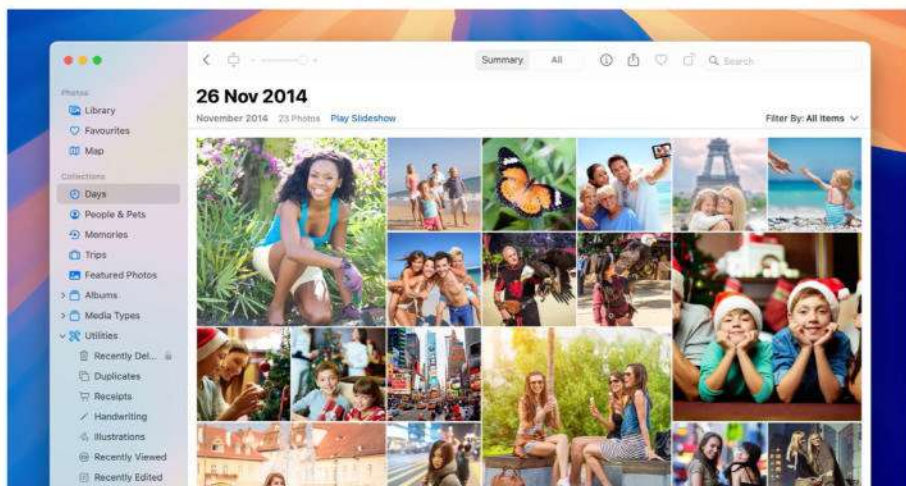 Photos
Library
Favourites
Map
Collections
Days
People & Pets
Memories
Trips
Featured Photos
Albums
Media Types
Utilities
Recently Del...
Duplicates
Receipts
Handwriting
Illustrations
Recently Viewed
Recently Edited
Summary
All
Search
26 Nov 2014
November 2014 23 Photos Play Slideshow
Filter By: All Items